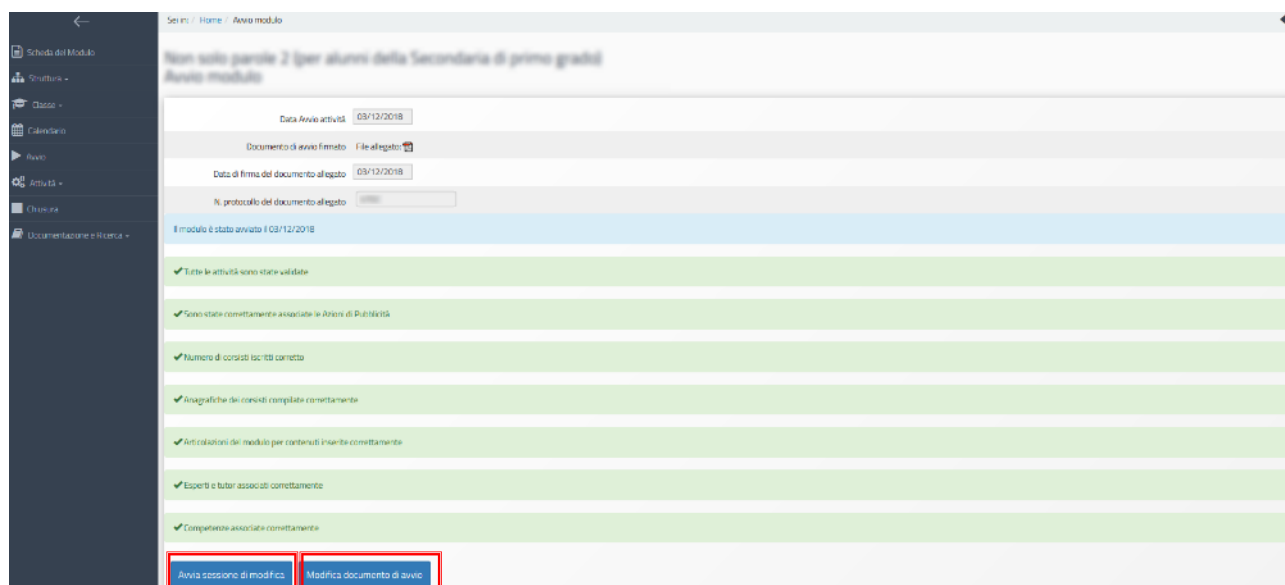 Sei in: / Home / Avvio modulo
Scheda del Modulo
Struttura
Classe
Calendario
Avvio
Attività
Chiusura
Documentazione e Ricerca
Non solo parole 2 (per alunni della Secondaria di primo grado)
Avvio modulo
Data Avvio attività 03/12/2018
Documento di avvio firmato File allegato:
Data di firma del documento allegato 03/12/2018
N. protocollo del documento allegato
Il modulo è stato avviato il 03/12/2018
Tutte le attività sono state validate
Sono state correttamente associate le Azioni di Pubblicità
Numero di corsisti iscritti corretto
Anagrafiche dei corsisti compilate correttamente
Articolazioni del modulo per contenuti inserite correttamente
Esperti e tutor associati correttamente
Competenze associate correttamente
Avvia sessione di modifica Modifica documento di avvio